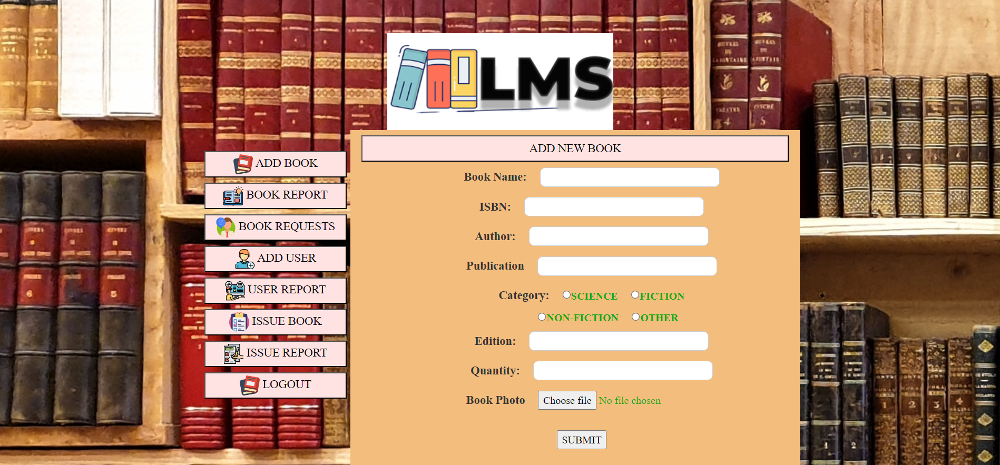 LMS
ADD NEW BOOK
ADD BOOK
BOOK REPORT
BOOK REQUESTS
ADD USER
USER REPORT
ISSUE BOOK
ISSUE REPORT
LOGOUT
Book Name:
ISBN:
Author:
Publication
Category: SCIENCE FICTION
NON-FICTION OTHER
Edition:
Quantity:
Book Photo Choose file No file chosen
SUBMIT